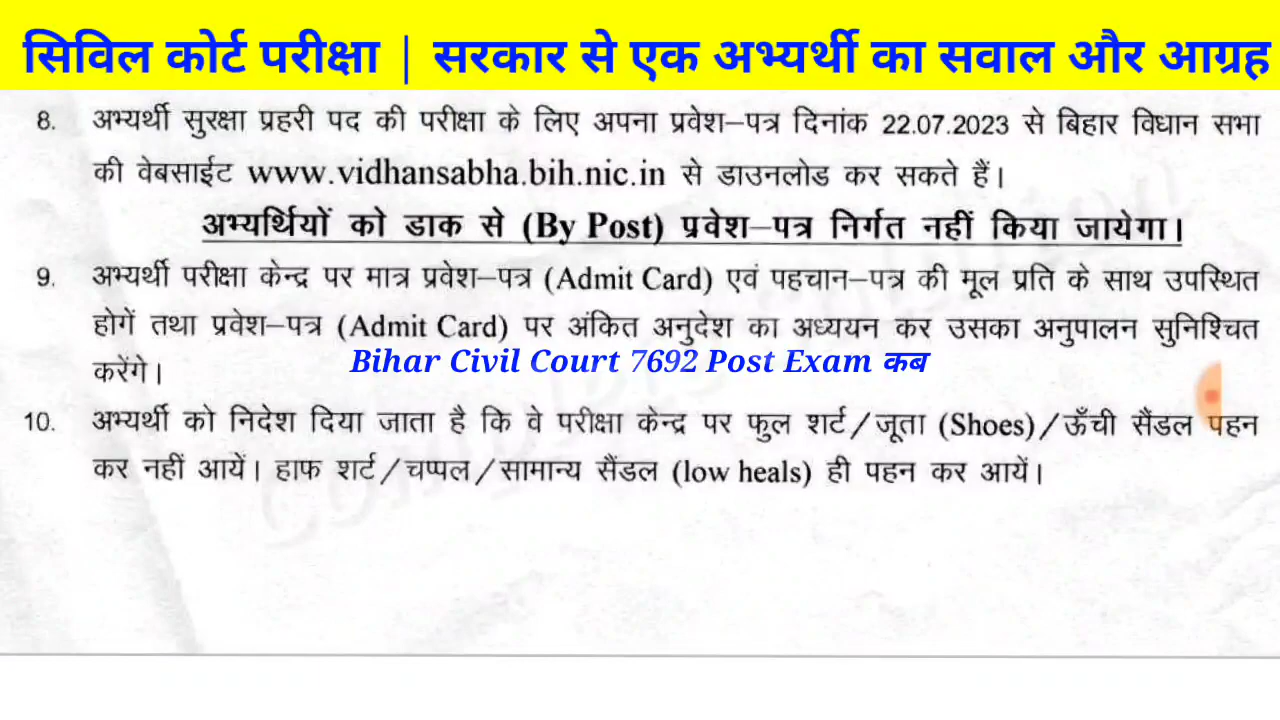 सिविल कोर्ट परीक्षा | सरकार से एक अभ्यर्थी का सवाल और आग्रह
8. अभ्यर्थी सुरक्षा प्रहरी पद की परीक्षा के लिए अपना प्रवेश–पत्र दिनांक 22.07.2023 से बिहार विधान सभा
की वेबसाईट www.vidhansabha.bih.nic.in से डाउनलोड कर सकते हैं।
अभ्यर्थियों को डाक से (By Post) प्रवेश–पत्र निर्गत नहीं किया जायेगा।
9. अभ्यर्थी परीक्षा केन्द्र पर मात्र प्रवेश–पत्र (Admit Card) एवं पहचान–पत्र की मूल प्रति के साथ उपस्थित
होगें तथा प्रवेश–पत्र (Admit Card) पर अंकित अनुदेश का अध्ययन कर उसका अनुपालन सुनिश्चित
करेंगे।
Bihar Civil Court 7692 Post Exam कब
10. अभ्यर्थी को निदेश दिया जाता है कि वे परीक्षा केन्द्र पर फुल शर्ट/जूता (Shoes)/ऊँची सैंडल पहन
कर नहीं आयें। हाफ शर्ट/चप्पल/सामान्य सैंडल (low heals) ही पहन कर आयें।